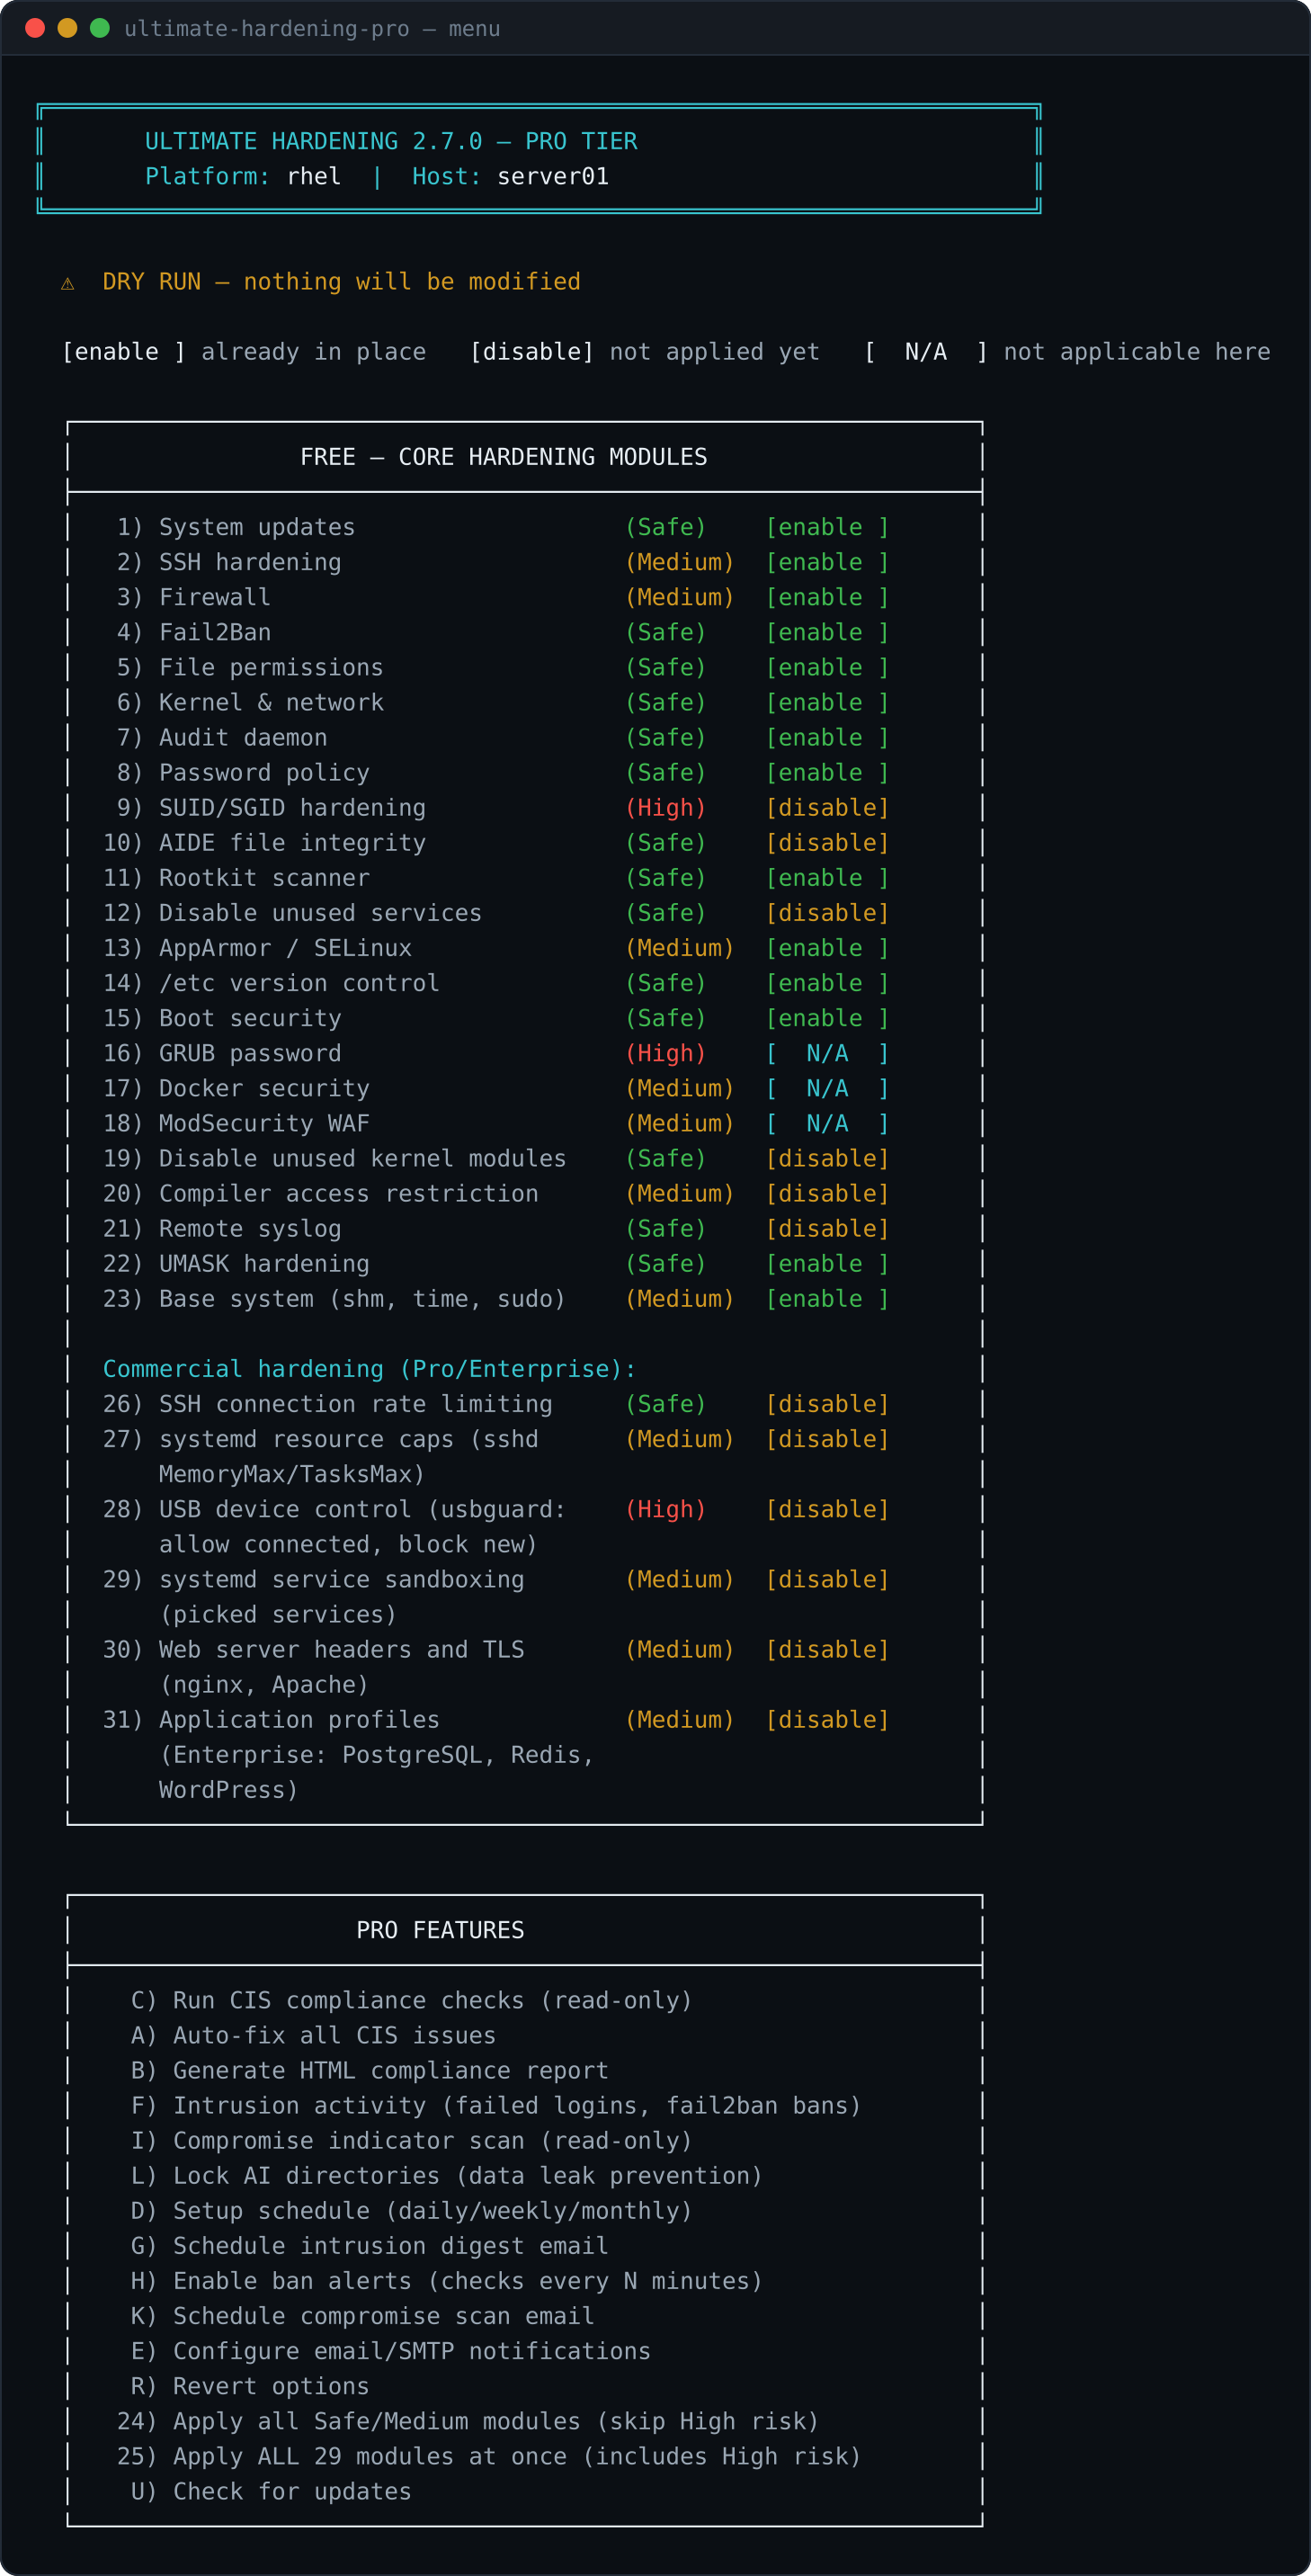 ultimate-hardening-pro — menu
ULTIMATE HARDENING 2.7.0 — PRO TIER
Platform: rhel | Host: server01
⚠ DRY RUN — nothing will be modified
[enable ] already in place [disable] not applied yet [ N/A ] not applicable here
FREE — CORE HARDENING MODULES
1) System updates (Safe) [enable ]
2) SSH hardening (Medium) [enable ]
3) Firewall (Medium) [enable ]
4) Fail2Ban (Safe) [enable ]
5) File permissions (Safe) [enable ]
6) Kernel & network (Safe) [enable ]
7) Audit daemon (Safe) [enable ]
8) Password policy (Safe) [enable ]
9) SUID/SGID hardening (High) [disable]
10) AIDE file integrity (Safe) [disable]
11) Rootkit scanner (Safe) [enable ]
12) Disable unused services (Safe) [disable]
13) AppArmor / SELinux (Medium) [enable ]
14) /etc version control (Safe) [enable ]
15) Boot security (Safe) [enable ]
16) GRUB password (High) [ N/A ]
17) Docker security (Medium) [ N/A ]
18) ModSecurity WAF (Medium) [ N/A ]
19) Disable unused kernel modules (Safe) [disable]
20) Compiler access restriction (Medium) [disable]
21) Remote syslog (Safe) [disable]
22) UMASK hardening (Safe) [enable ]
23) Base system (shm, time, sudo) (Medium) [enable ]
Commercial hardening (Pro/Enterprise):
26) SSH connection rate limiting (Safe) [disable]
27) systemd resource caps (sshd (Medium) [disable]
MemoryMax/TasksMax)
28) USB device control (usbguard: (High) [disable]
allow connected, block new)
29) systemd service sandboxing (Medium) [disable]
(picked services)
30) Web server headers and TLS (Medium) [disable]
(nginx, Apache)
31) Application profiles (Medium) [disable]
(Enterprise: PostgreSQL, Redis,
WordPress)
PRO FEATURES
C) Run CIS compliance checks (read-only)
A) Auto-fix all CIS issues
B) Generate HTML compliance report
F) Intrusion activity (failed logins, fail2ban bans)
I) Compromise indicator scan (read-only)
L) Lock AI directories (data leak prevention)
D) Setup schedule (daily/weekly/monthly)
G) Schedule intrusion digest email
H) Enable ban alerts (checks every N minutes)
K) Schedule compromise scan email
E) Configure email/SMTP notifications
R) Revert options
24) Apply all Safe/Medium modules (skip High risk)
25) Apply ALL 29 modules at once (includes High risk)
U) Check for updates